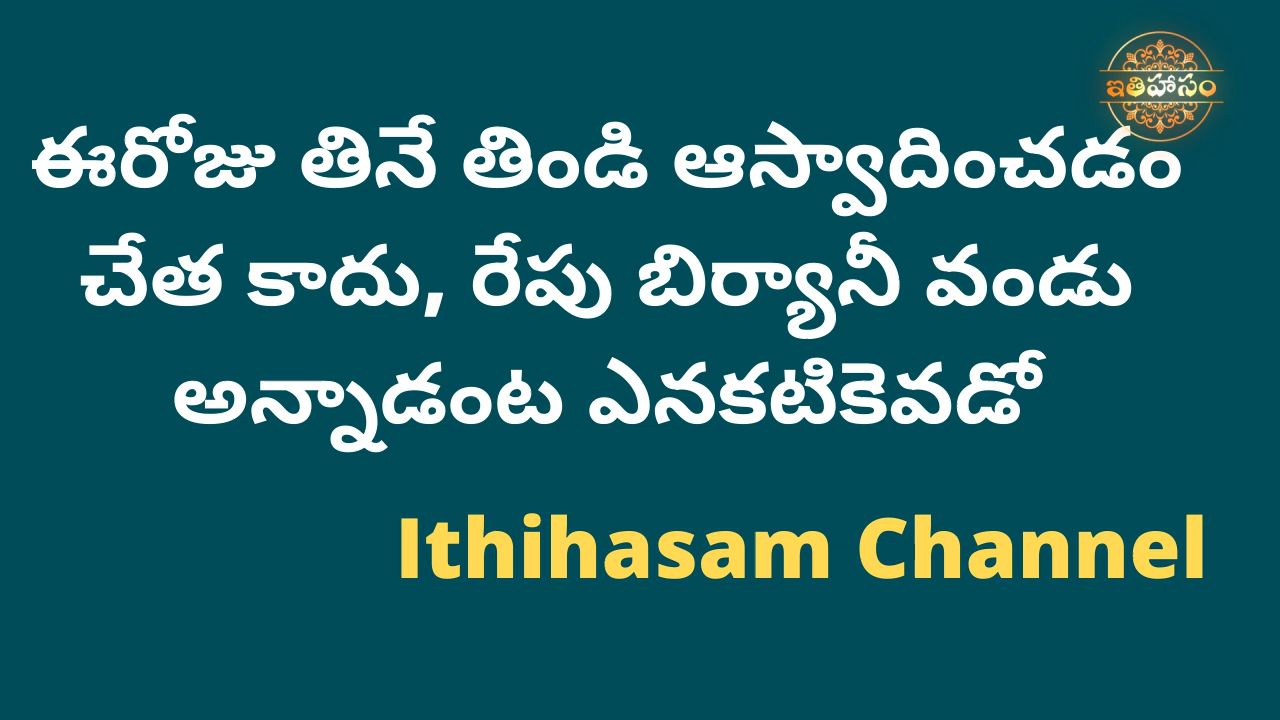 ఇతిహాసం
ఈరోజు తినే తిండి ఆస్వాదించడం
చేత కాదు, రేపు బిర్యానీ వండు
అన్నాడంట ఎనకటికెవడో
Ithihasam Channel